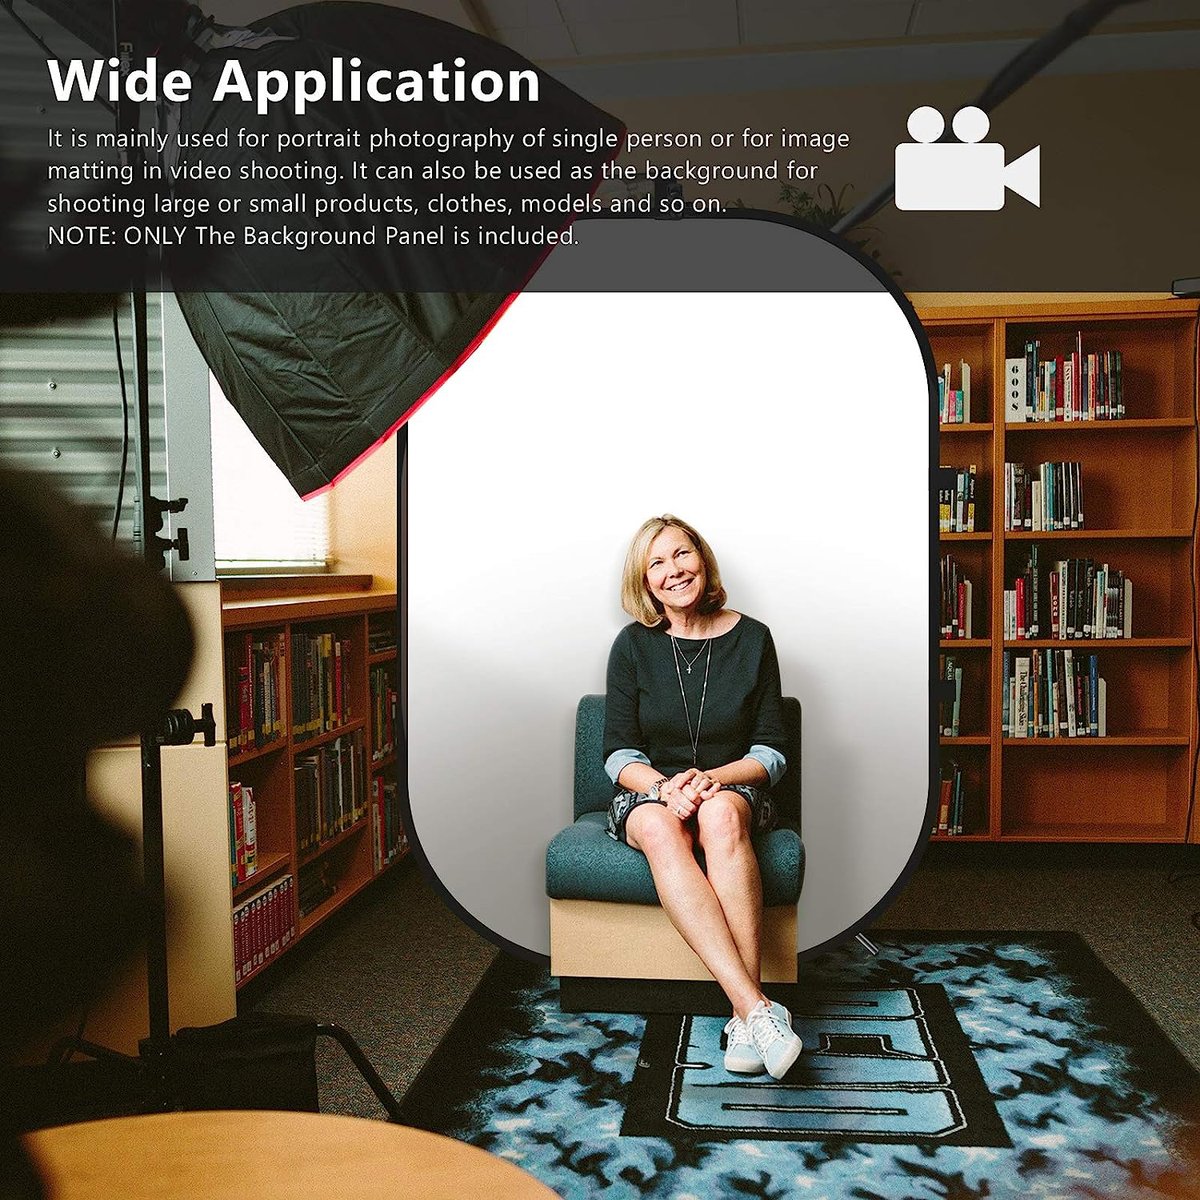 Wide Application
It is mainly used for portrait photography of single person or for image
matting in video shooting. It can also be used as the background for
shooting large or small products, clothes, models and so on.
NOTE: ONLY The Background Panel is included.